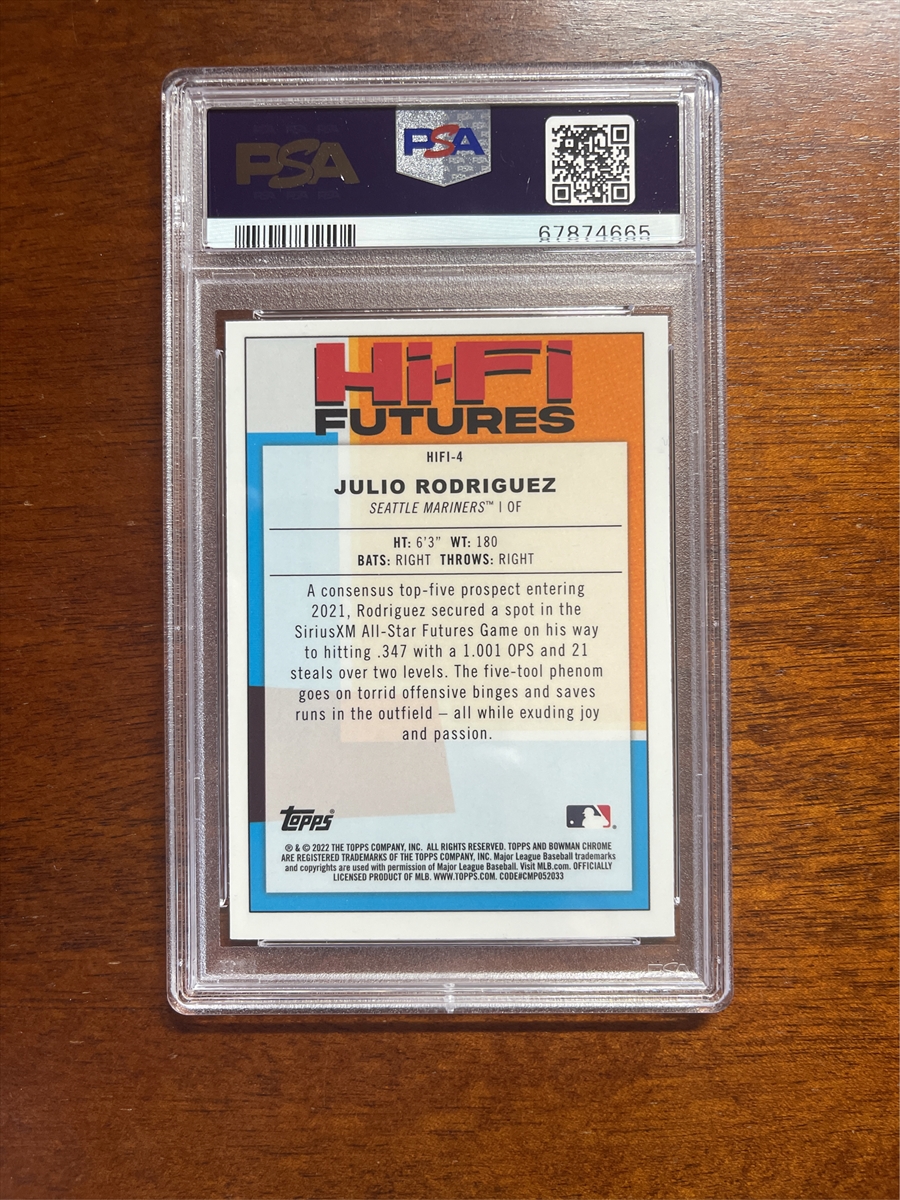 PSA
PSA
67874665
Hi-Fi
FUTURES
HIFI-4
JULIO RODRIGUEZ
SEATTLE MARINERS™ | OF
HT: 6'3" WT: 180
BATS: RIGHT THROWS: RIGHT
A consensus top-five prospect entering
2021, Rodriguez secured a spot in the
SiriusXM All-Star Futures Game on his way
to hitting .347 with a 1.001 OPS and 21
steals over two levels. The five-tool phenom
goes on torrid offensive binges and saves
runs in the outfield – all while exuding joy
and passion.
Topps®
® & © 2022 THE TOPPS COMPANY, INC. ALL RIGHTS RESERVED. TOPPS AND BOWMAN CHROME
ARE REGISTERED TRADEMARKS OF THE TOPPS COMPANY, INC. Major League Baseball trademarks
and copyrights are used with permission of Major League Baseball. Visit MLB.com. OFFICIALLY
LICENSED PRODUCT OF MLB. WWW.TOPPS.COM. CODE#CMP052033
PSA